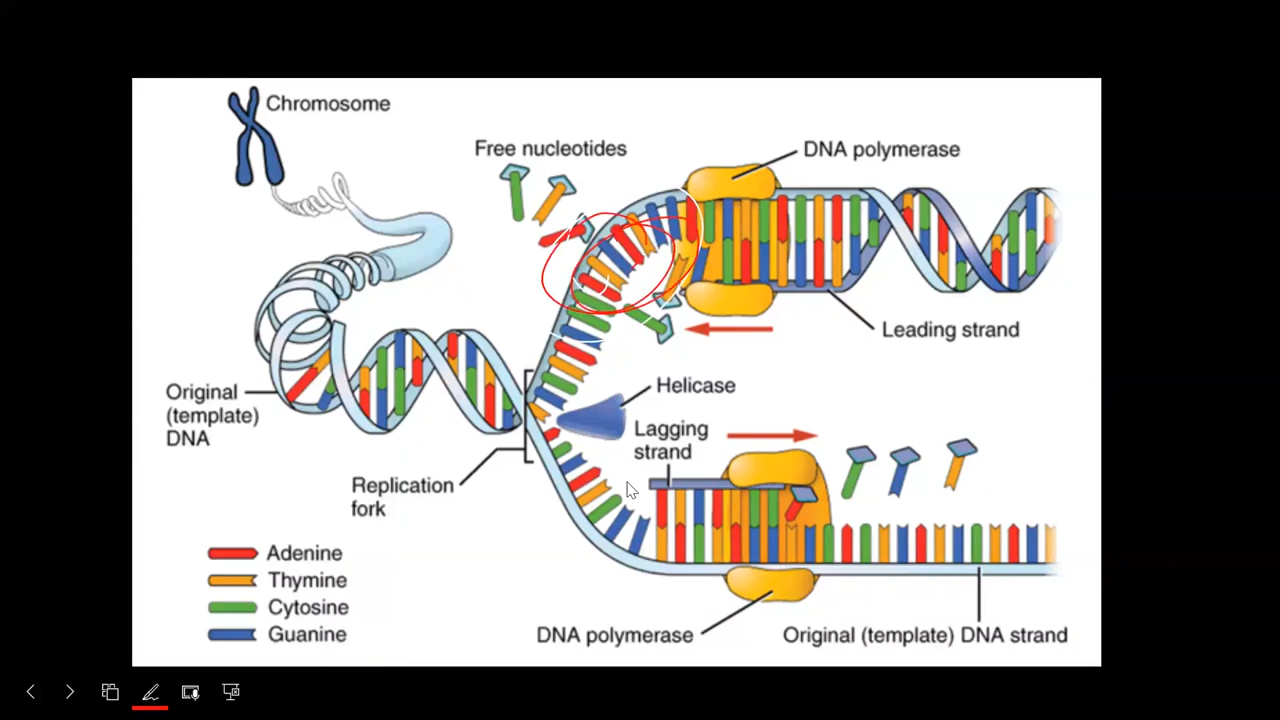 Chromosome
Free nucleotides
DNA polymerase
Leading strand
Helicase
Original
(template)
DNA
Lagging
strand
Replication
fork
Adenine
Thymine
Cytosine
Guanine
DNA polymerase
Original (template) DNA strand